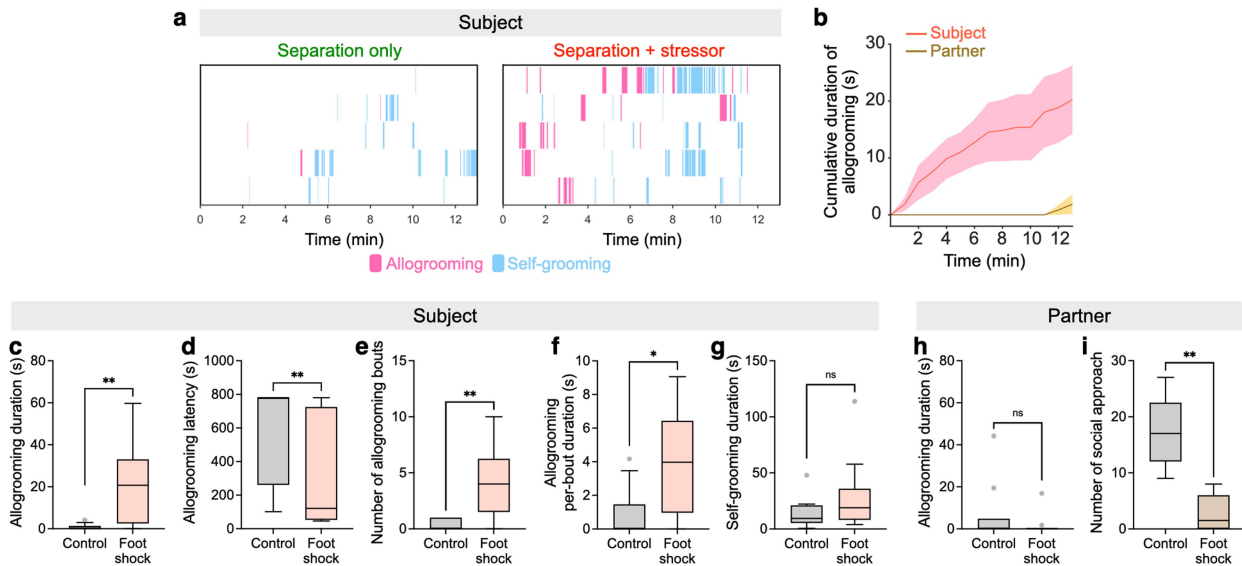 a
Subject
Separation only
Separation + stressor
0 2 4 6 8 10 12
0 2 4 6 8 10 12
Time (min)
Time (min)
Allogrooming
Self-grooming
b
Subject
Partner
Cumulative duration of
allogrooming (s)
30
20
10
0
2 4 6 8 10 12
Time (min)
Subject
c
Allogrooming duration (s)
80
60
40
20
0
**
Control
Foot
shock
d
Allogrooming latency (s)
1000
800
600
400
200
0
**
Control
Foot
shock
e
Number of allogrooming bouts
15
10
5
0
**
Control
Foot
shock
f
Allogrooming
per-bout duration (s)
10
8
6
4
2
0
*
Control
Foot
shock
g
Self-grooming duration (s)
150
100
50
0
ns
Control
Foot
shock
Partner
h
Allogrooming duration (s)
80
60
40
20
0
ns
Control
Foot
shock
i
Number of social approach
30
20
10
0
**
Control
Foot
shock